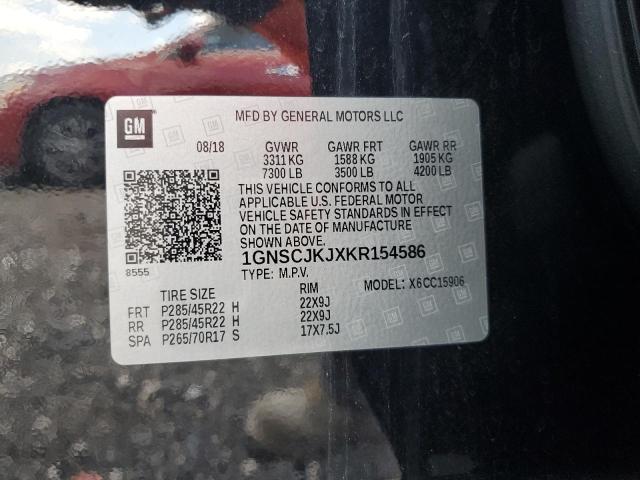 MFD BY GENERAL MOTORS LLC
GM
08/18 GVWR GAWR FRT GAWR RR
3311 KG 1588 KG 1905 KG
7300 LB 3500 LB 4200 LB
THIS VEHICLE CONFORMS TO ALL
APPLICABLE U.S. FEDERAL MOTOR
VEHICLE SAFETY STANDARDS IN EFFECT
ON THE DATE OF MANUFACTURE
SHOWN ABOVE.
1GNSCJKJXKR154586
8555
TYPE: M.P.V. MODEL: X6CC15906
TIRE SIZE RIM
FRT P285/45R22 H 22X9J
RR P285/45R22 H 22X9J
SPA P265/70R17 S 17X7.5J